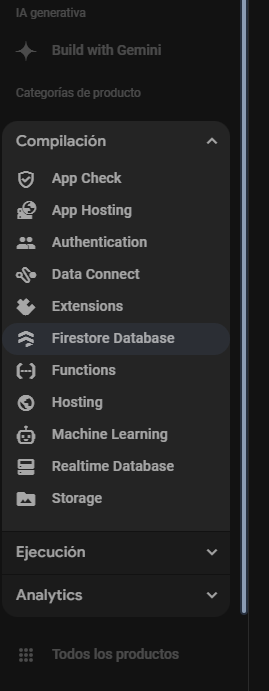 IA generativa
Build with Gemini
Categorías de producto
Compilación
App Check
App Hosting
Authentication
Data Connect
Extensions
Firestore Database
Functions
Hosting
Machine Learning
Realtime Database
Storage
Ejecución
Analytics
Todos los productos